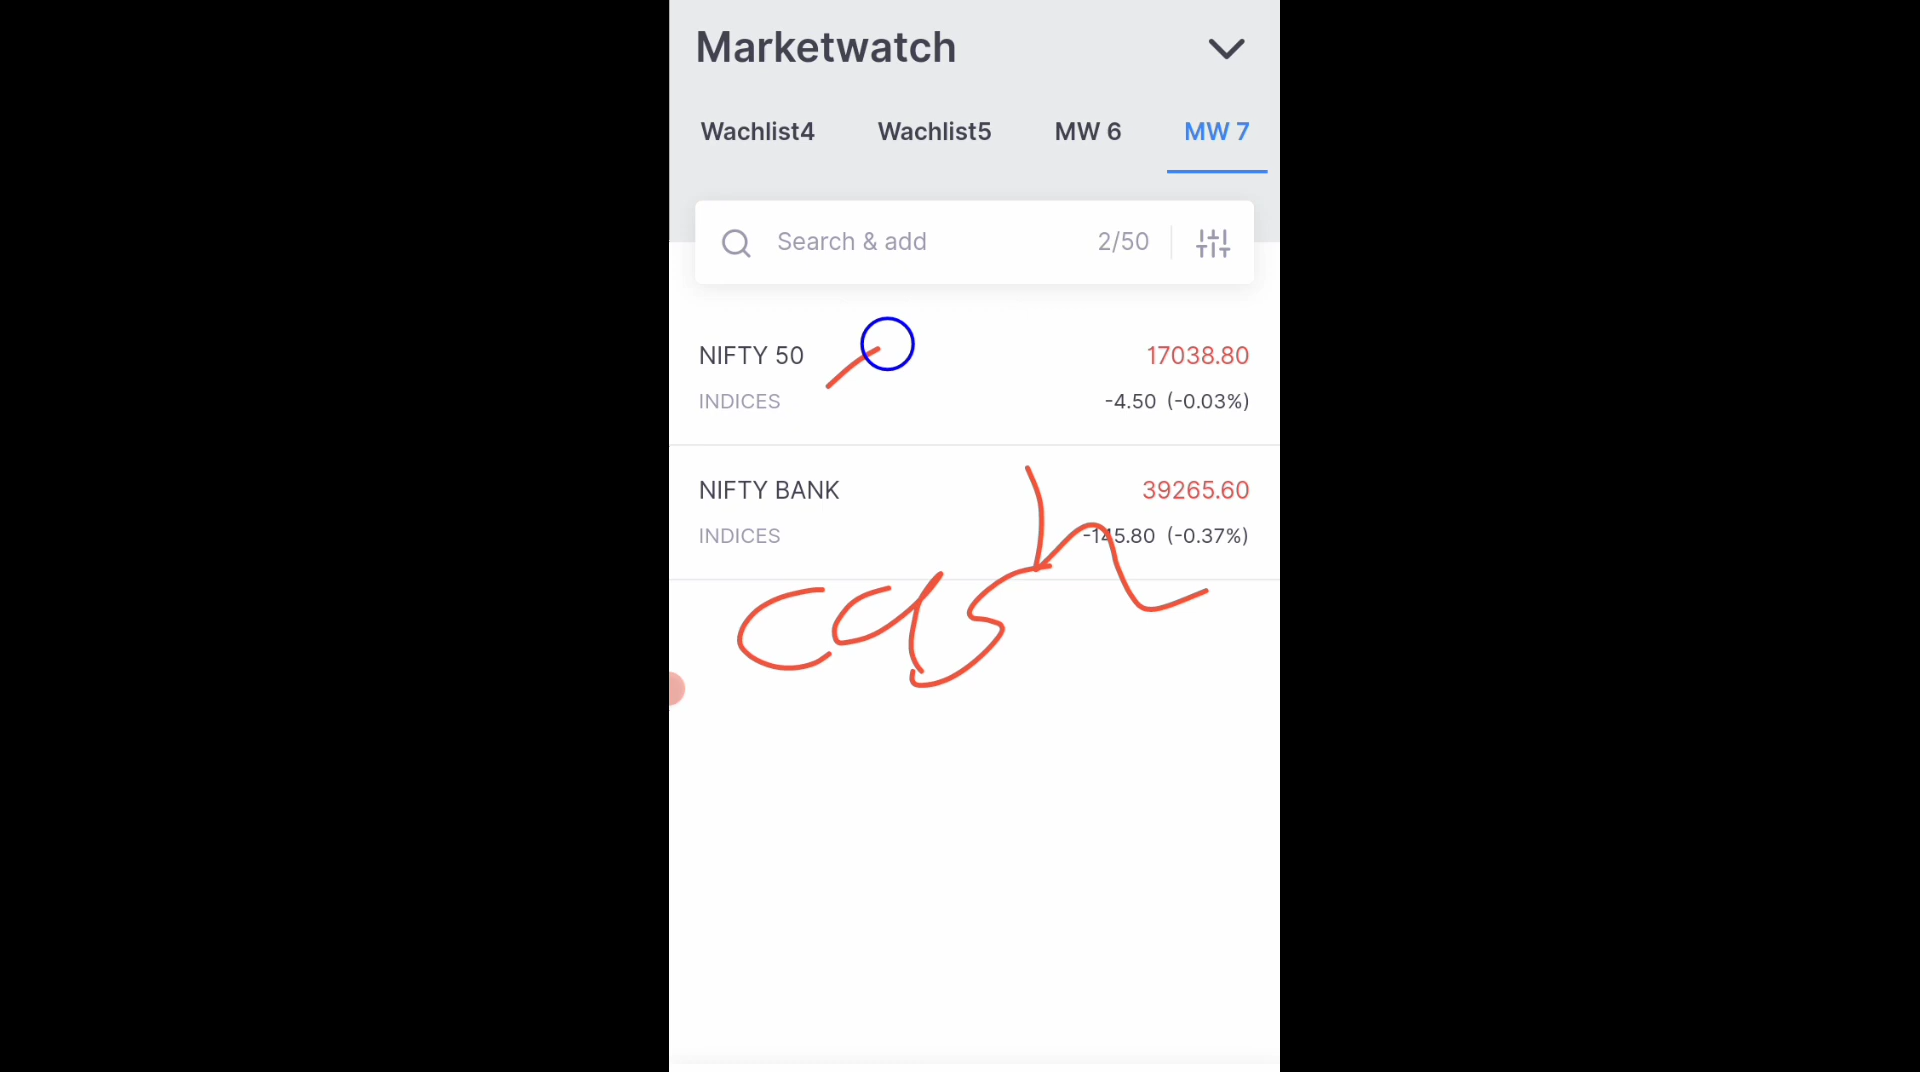 Marketwatch
Wachlist4 Wachlist5 MW 6 MW 7
Search & add 2/50
NIFTY 50 17038.80
INDICES -4.50 (-0.03%)
NIFTY BANK 39265.60
INDICES -145.80 (-0.37%)
cash